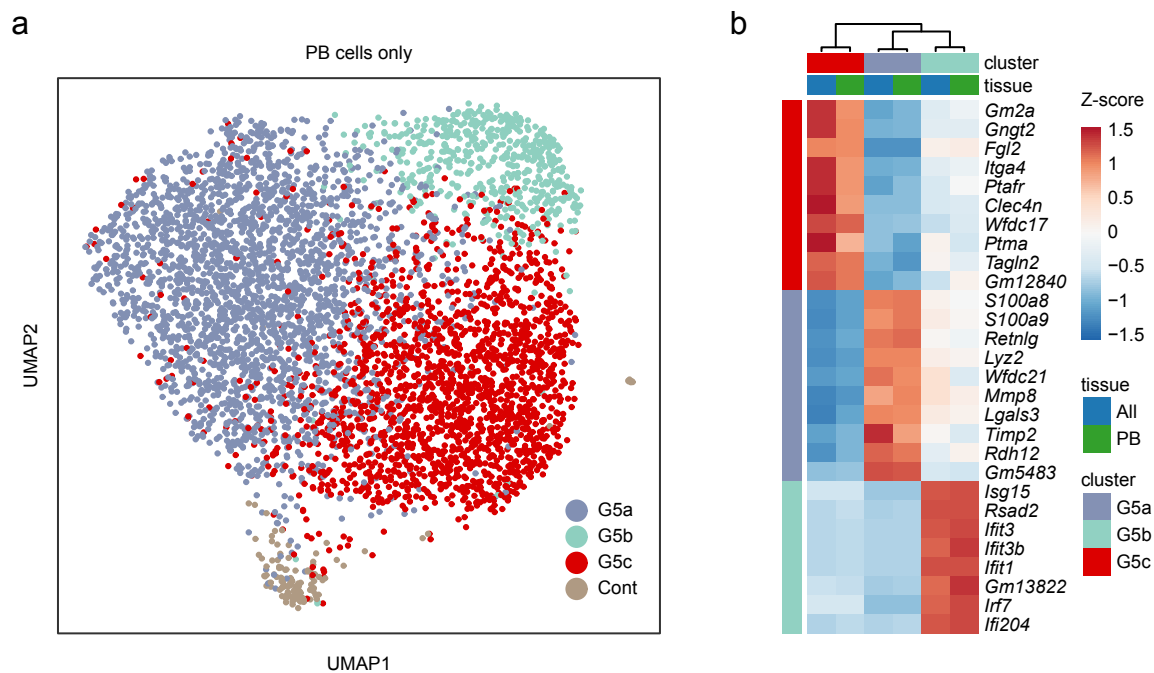 a
PB cells only
UMAP2
UMAP1
G5a
G5b
G5c
Cont
b
cluster
tissue
Gm2a
Gngt2
Fgl2
Itga4
Ptafr
Clec4n
Wfdc17
Ptma
Tagln2
Gm12840
S100a8
S100a9
Retnlg
Lyz2
Wfdc21
Mmp8
Lgals3
Timp2
Rdh12
Gm5483
Isg15
Rsad2
Ifit3
Ifit3b
Ifit1
Gm13822
Irf7
Ifi204
Z-score
1.5
1
0.5
0
−0.5
−1
−1.5
tissue
All
PB
cluster
G5a
G5b
G5c